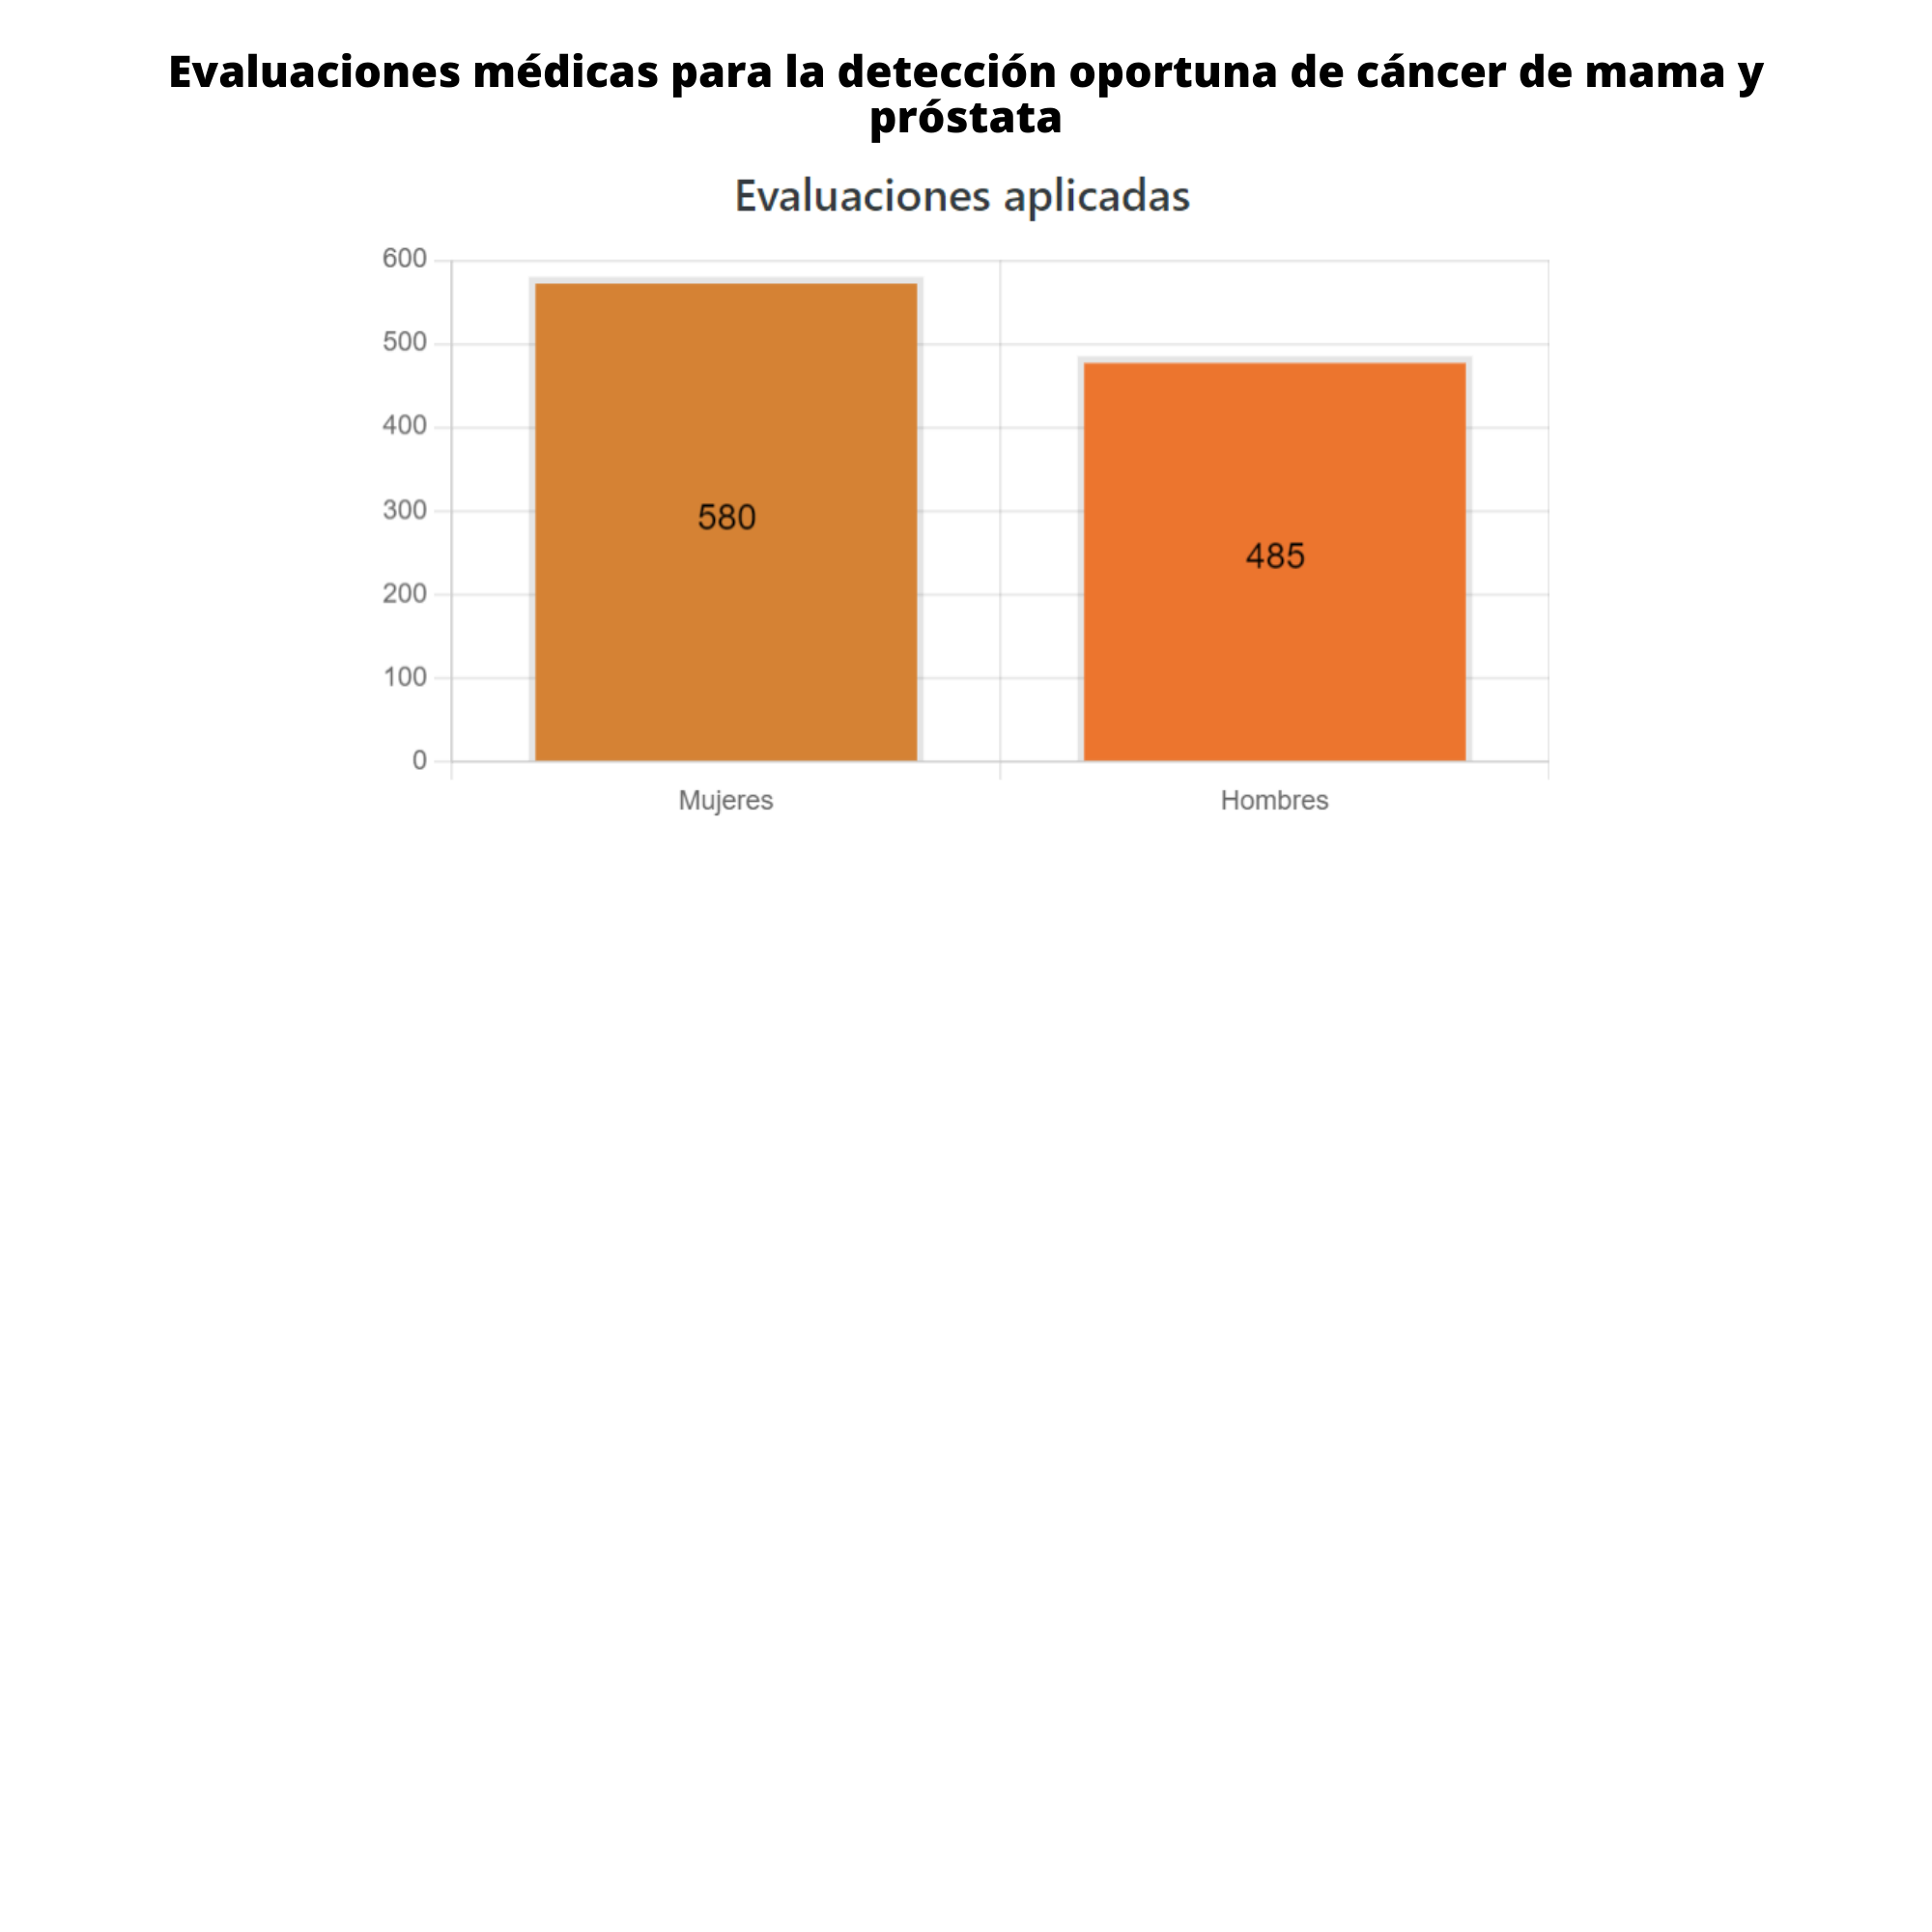 Evaluaciones médicas para la detección oportuna de cáncer de mama y
próstata
Evaluaciones aplicadas
600
500
400
300
200
100
0
580
485
Mujeres
Hombres